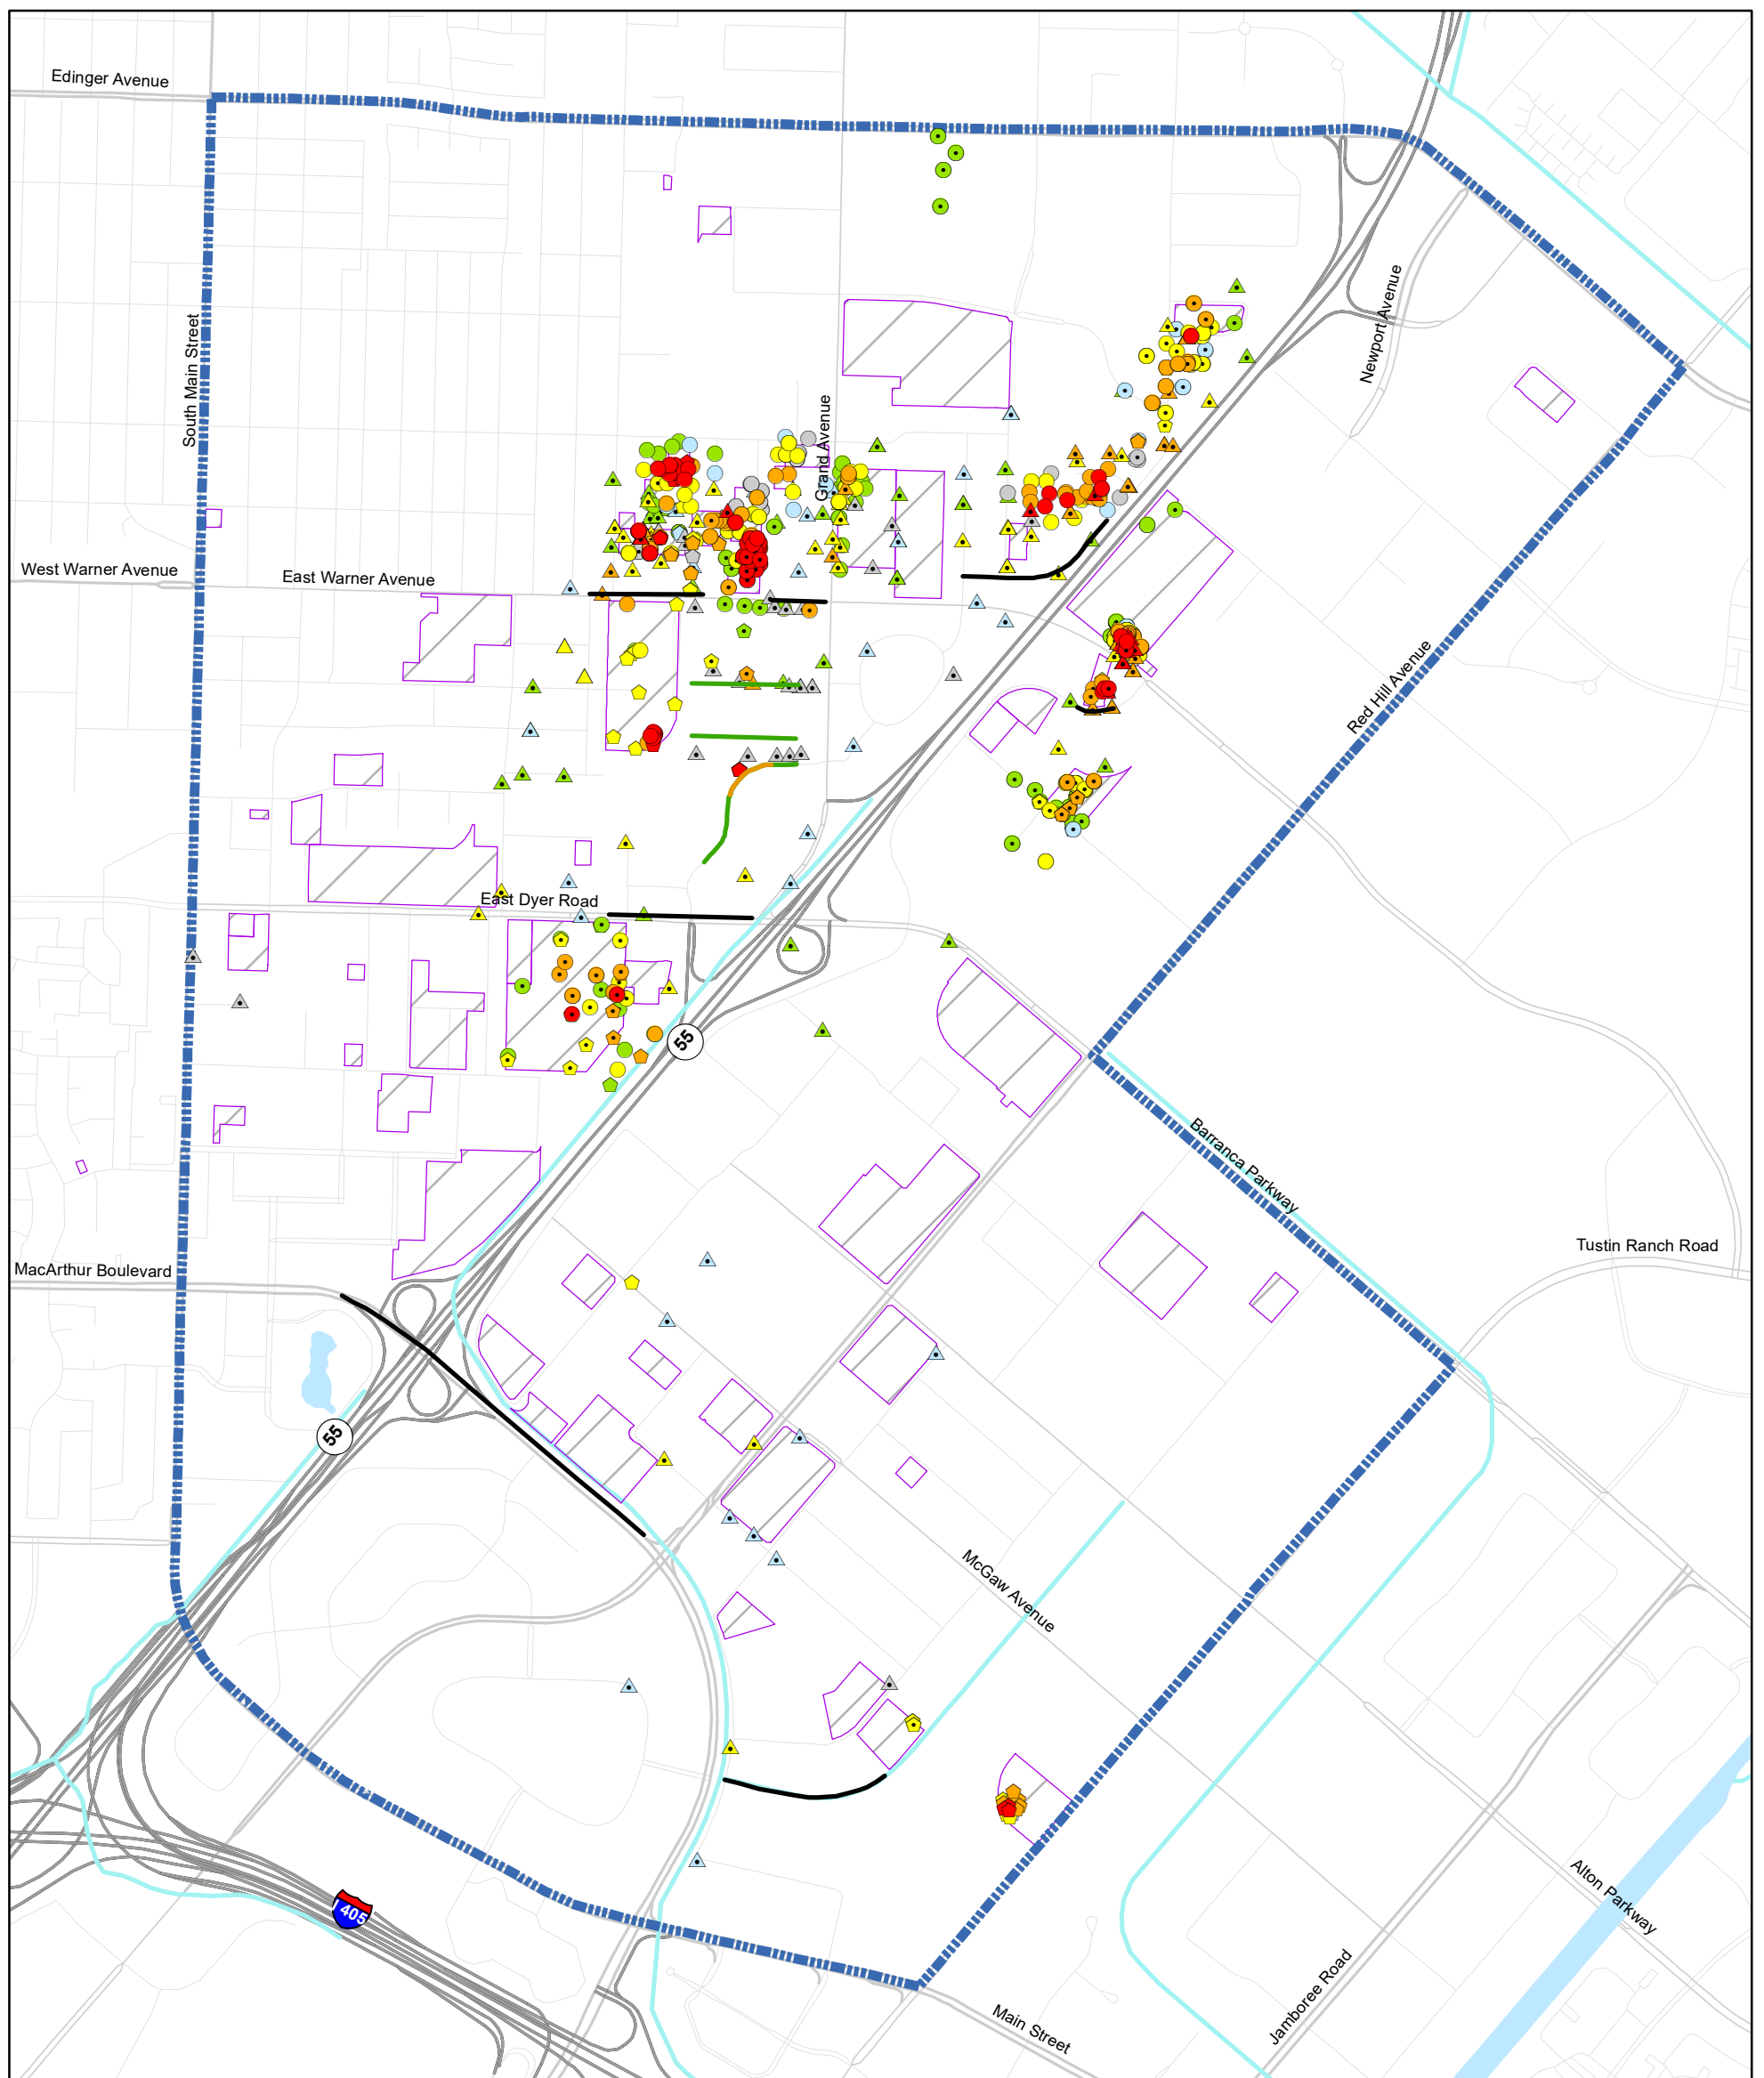 Edinger Avenue
South Main Street
Newport Avenue
Grand Avenue
West Warner Avenue
East Warner Avenue
Red Hill Avenue
East Dyer Road
55
Barranca Parkway
Tustin Ranch Road
MacArthur Boulevard
55
McGaw Avenue
405
Alton Parkway
Jamboree Road
Main Street